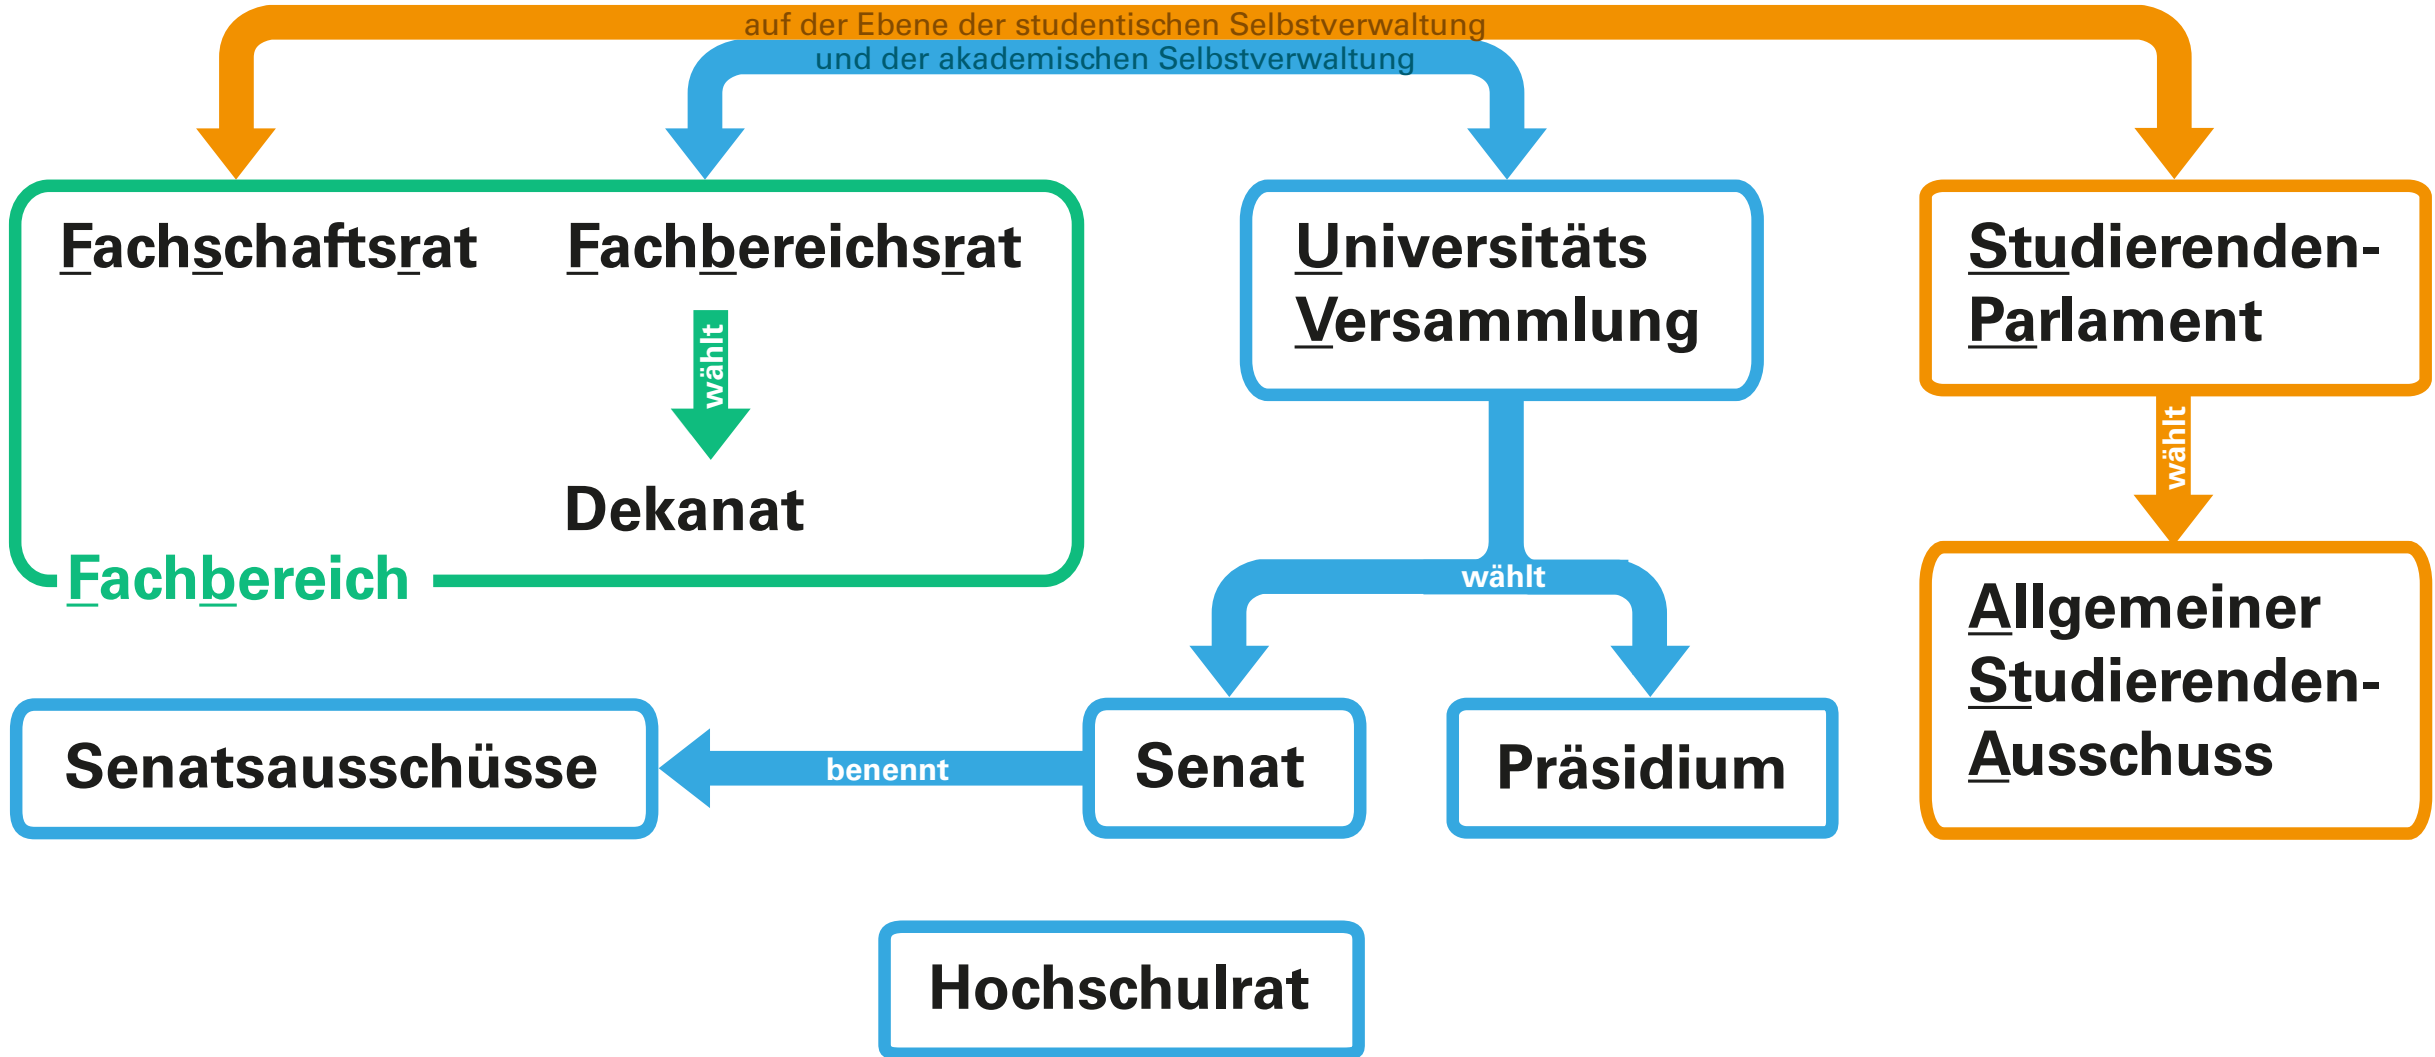 auf der Ebene der studentischen Selbstverwaltung
und der akademischen Selbstverwaltung
Fachschaftsrat
Fachbereichsrat
wählt
Dekanat
Fachbereich
Universitäts
Versammlung
wählt
Studierenden-
Parlament
wählt
Allgemeiner
Studierenden-
Ausschuss
Senatsausschüsse
benennt
Senat
Präsidium
Hochschulrat